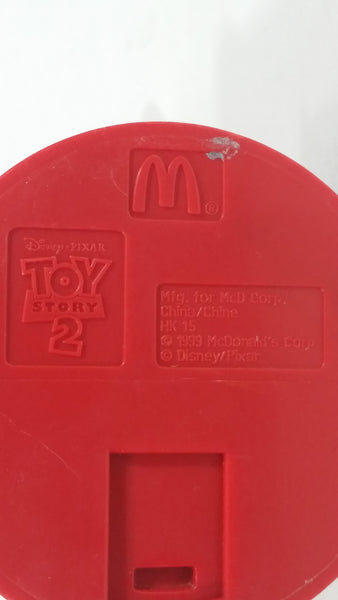 M®
Disney · PIXAR
TOY
STORY
2
Mfg. for McD Corp.
China/Chine
HK 15
© 1999 McDonald's Corp
© Disney/Pixar